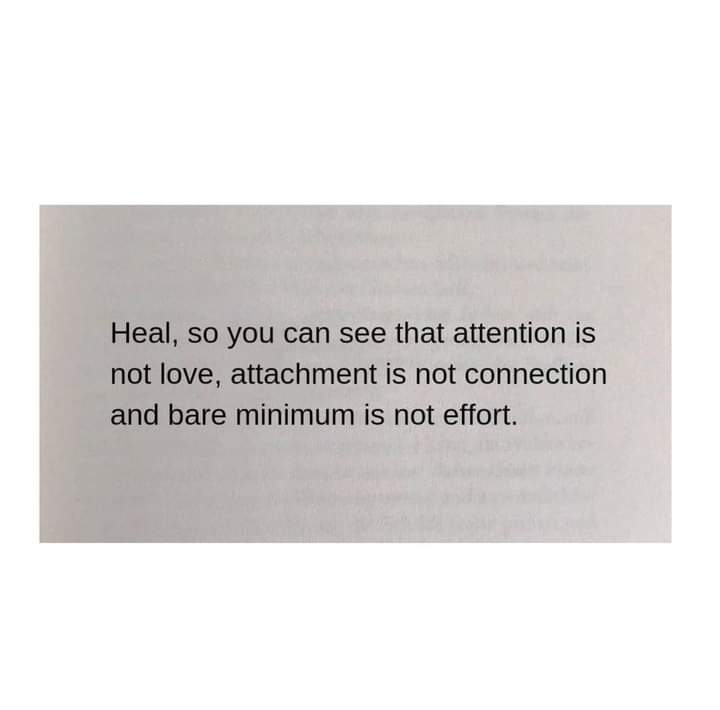 Heal, so you can see that attention is
not love, attachment is not connection
and bare minimum is not effort.